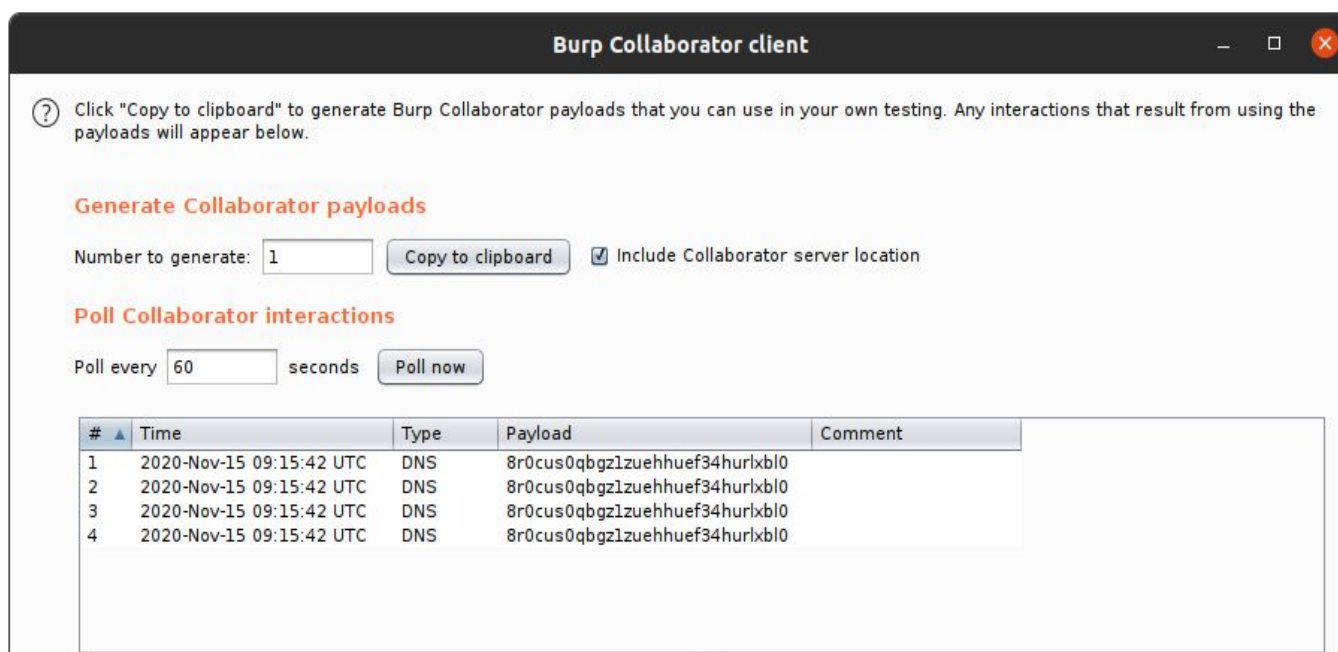 Burp Collaborator client
Click "Copy to clipboard" to generate Burp Collaborator payloads that you can use in your own testing. Any interactions that result from using the
payloads will appear below.
Generate Collaborator payloads
Number to generate: 1 Copy to clipboard Include Collaborator server location
Poll Collaborator interactions
Poll every 60 seconds Poll now
# Time Type Payload Comment
1 2020-Nov-15 09:15:42 UTC DNS 8r0cus0qbgz1zuehhuef34hurlxbl0
2 2020-Nov-15 09:15:42 UTC DNS 8r0cus0qbgz1zuehhuef34hurlxbl0
3 2020-Nov-15 09:15:42 UTC DNS 8r0cus0qbgz1zuehhuef34hurlxbl0
4 2020-Nov-15 09:15:42 UTC DNS 8r0cus0qbgz1zuehhuef34hurlxbl0